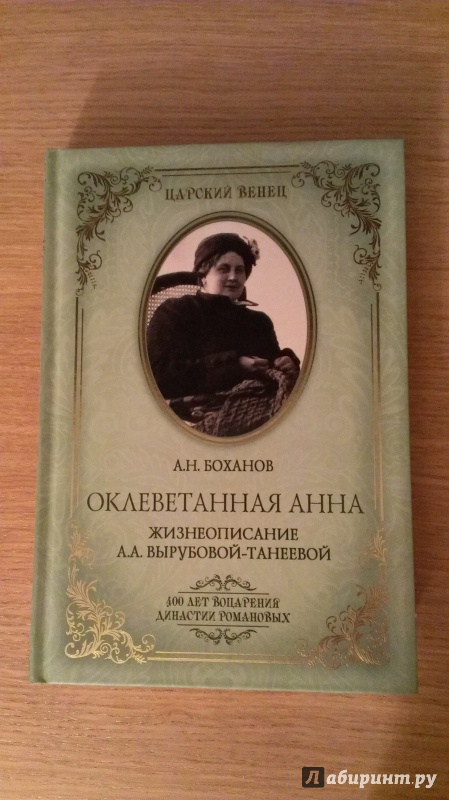 ЦАРСКИЙ ВЕНЕЦ
А.Н. БОХАНОВ
ОКЛЕВЕТАННАЯ АННА
ЖИЗНЕОПИСАНИЕ
А.А. ВЫРУБОВОЙ-ТАНЕЕВОЙ
400 ЛЕТ ВОЦАРЕНИЯ
ДИНАСТИИ РОМАНОВЫХ
Лабиринт.ру